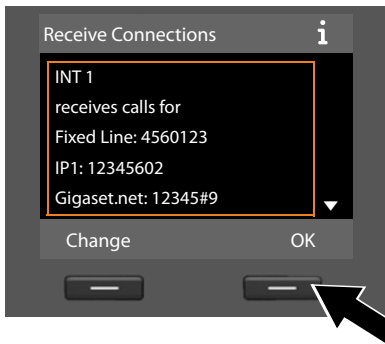 Receive Connections i
INT 1
receives calls for
Fixed Line: 4560123
IP1: 12345602
Gigaset.net: 12345#9
Change OK